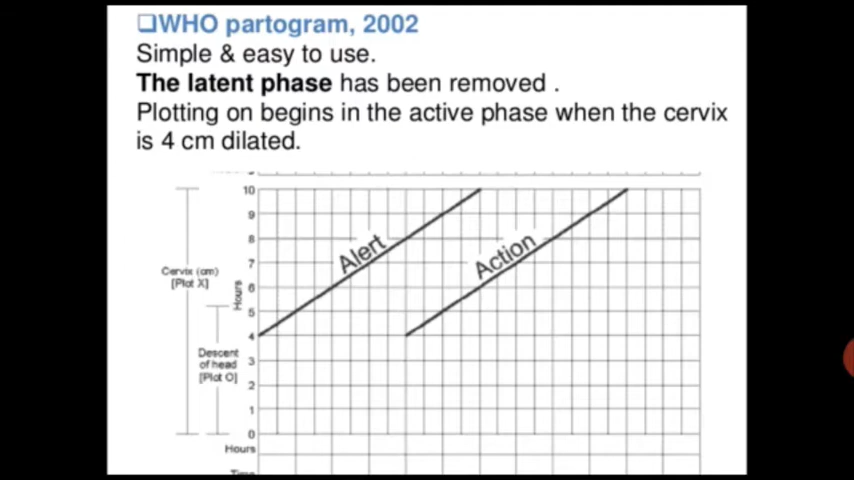 ❑WHO partogram, 2002
Simple & easy to use.
The latent phase has been removed .
Plotting on begins in the active phase when the cervix
is 4 cm dilated.
10
9
8
7
6
5
4
3
2
1
0
Alert
Action
Cervix (cm)
[Plot X]
Hours
Descent
of head
[Plot O]
Hours